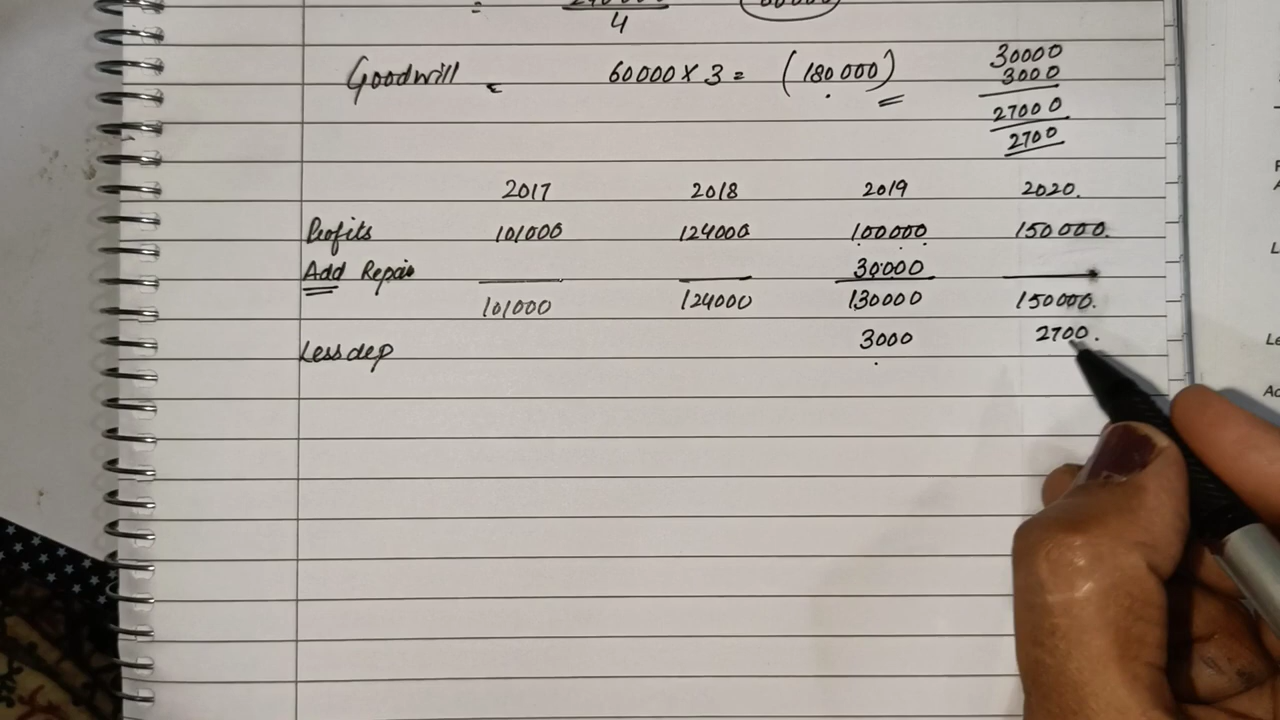 =
4
Goodwill = 60000 × 3 = (180000)
30000
3000
27000
2700
2017 2018 2019 2020.
Profits 101000 124000 100000 150000.
Add Repair 30000
101000 124000 130000 150000.
Less dep 3000 2700.